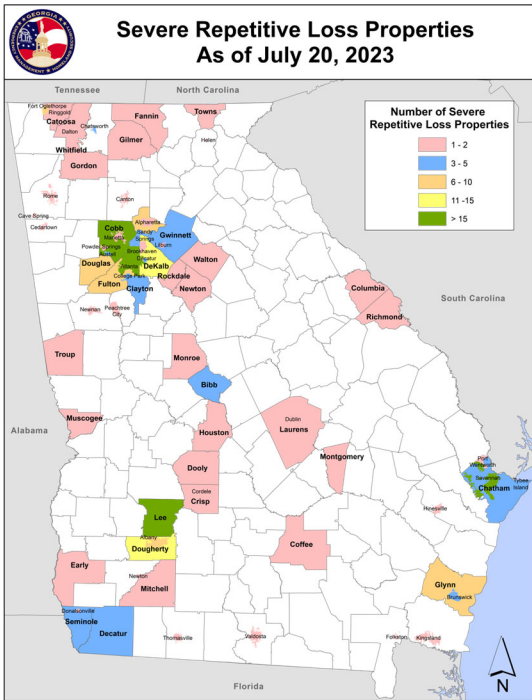 Severe Repetitive Loss Properties
As of July 20, 2023
Tennessee
North Carolina
Number of Severe
Repetitive Loss Properties
1 - 2
3 - 5
6 - 10
11 -15
> 15
Fort Oglethorpe
Ringgold
Catoosa
Dalton
Chatsworth
Whitfield
Fannin
Gilmer
Towns
Helen
Gordon
Rome
Canton
Cave Spring
Cedartown
Cobb
Marietta
Alpharetta
Sandy
Springs
Gwinnett
Lilburn
Powder Springs
Brookhaven
Austell
Decatur
Atlanta
DeKalb
Walton
Douglas
College Park
Rockdale
Fulton
Clayton
Newton
Newnan
Peachtree
City
Columbia
Richmond
South Carolina
Troup
Monroe
Bibb
Alabama
Muscogee
Houston
Dublin
Laurens
Montgomery
Dooly
Cordele
Crisp
Port
Wentworth
Savannah
Chatham
Tybee
Island
Lee
Albany
Dougherty
Hinesville
Coffee
Early
Newton
Mitchell
Glynn
Brunswick
Donalsonville
Seminole
Decatur
Thomasville
Valdosta
Folkston
Kingsland
Florida
N